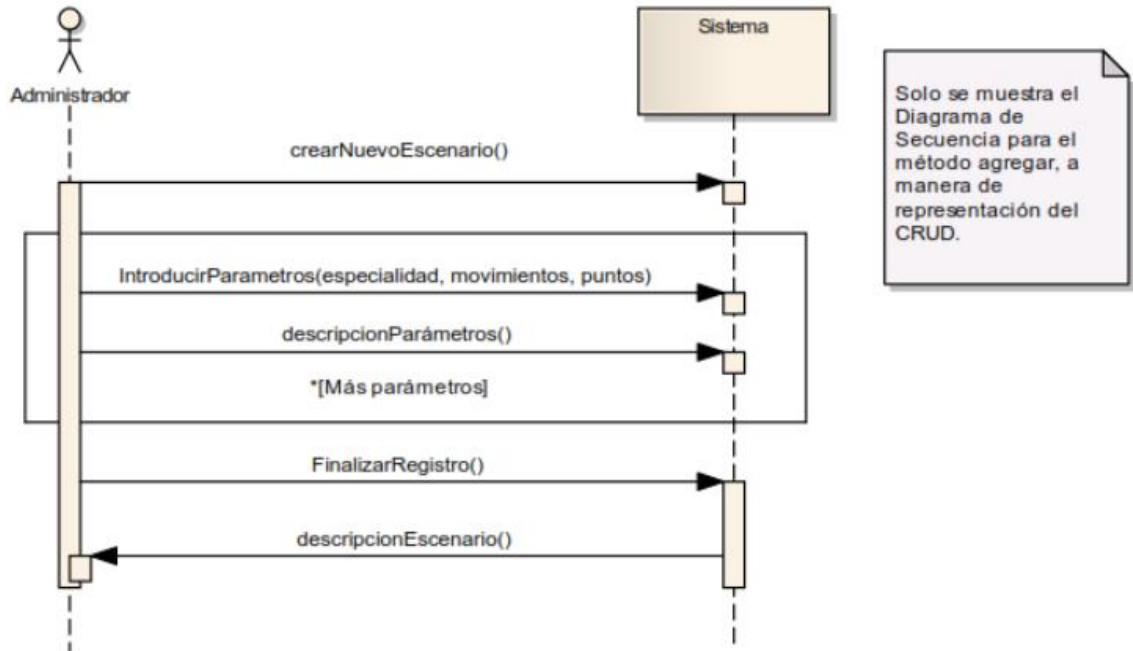 Administrador
Sistema
Solo se muestra el
Diagrama de
Secuencia para el
método agregar, a
manera de
representación del
CRUD.
crearNuevoEscenario()
IntroducirParametros(especialidad, movimientos, puntos)
descripcionParámetros()
*[Más parámetros]
FinalizarRegistro()
descripcionEscenario()